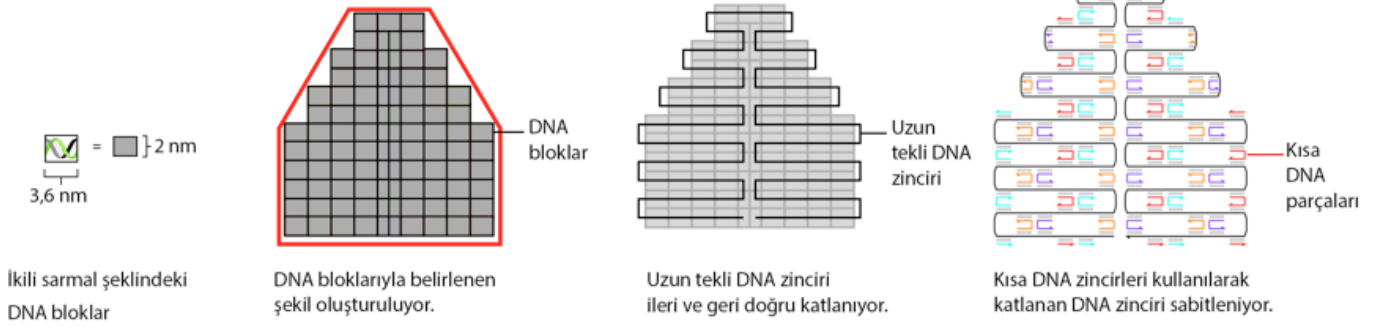 = 2 nm
3,6 nm
DNA
bloklar
Uzun
tekli DNA
zinciri
Kısa
DNA
parçaları
İkili sarmal şeklindeki
DNA bloklar
DNA bloklarıyla belirlenen
şekil oluşturuluyor.
Uzun tekli DNA zinciri
ileri ve geri doğru katlanıyor.
Kısa DNA zincirleri kullanılarak
katlanan DNA zinciri sabitleniyor.